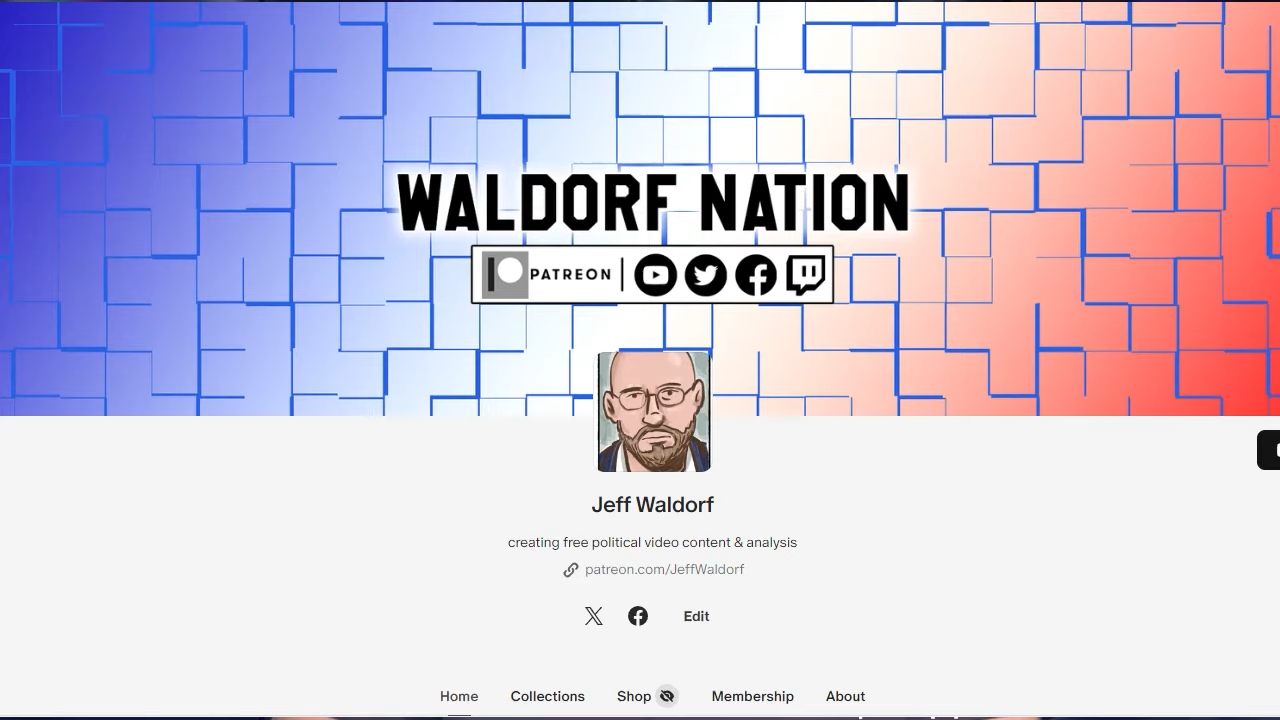 WALDORF NATION
PATREON
Jeff Waldorf
creating free political video content & analysis
patreon.com/JeffWaldorf
Edit
Home Collections Shop Membership About